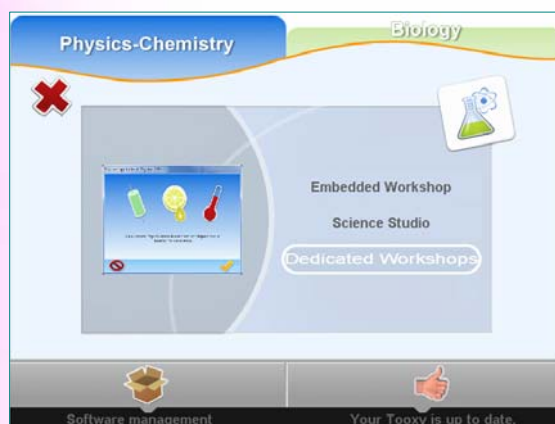 Physics-Chemistry
Biology
Embedded Workshop
Science Studio
Dedicated Workshops
Software management
Your Tooxy is up to date.